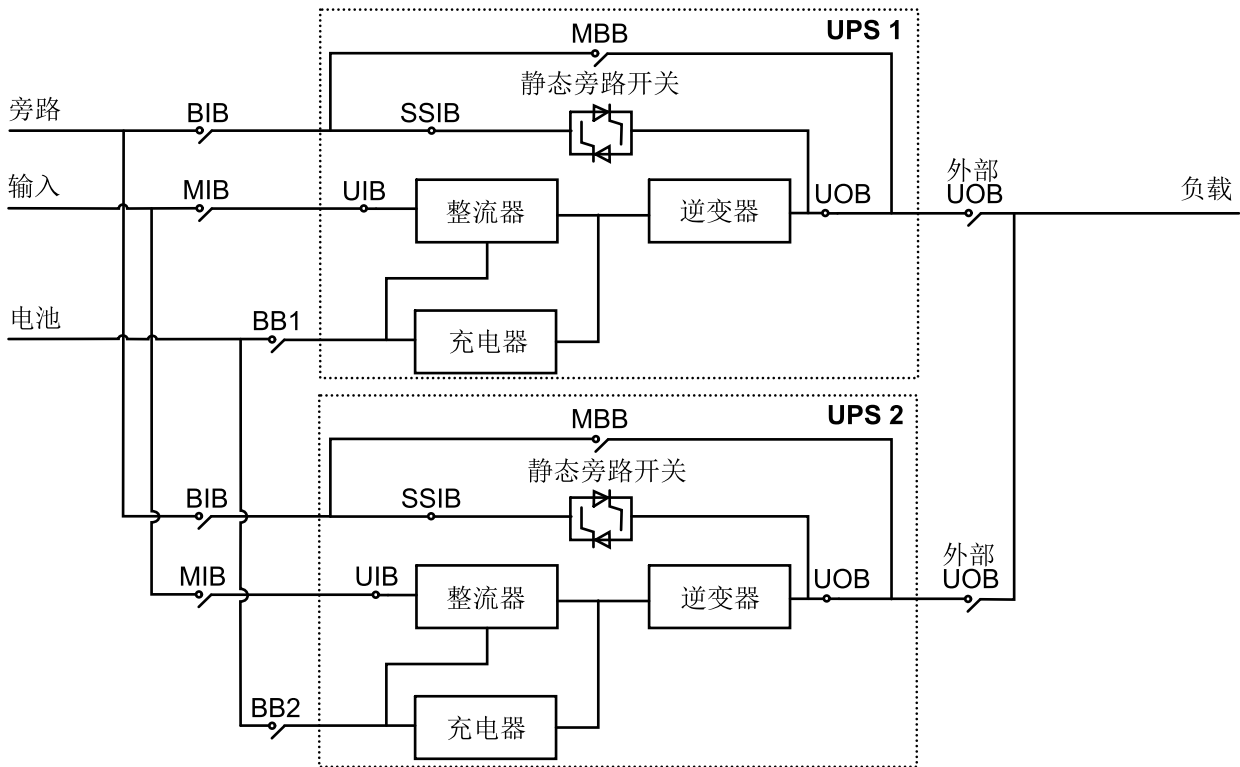 UPS 1
MBB
静态旁路开关
旁路
BIB
SSIB
输入
MIB
UIB
整流器
逆变器
UOB
外部
UOB
负载
电池
BB1
充电器
UPS 2
MBB
静态旁路开关
BIB
SSIB
MIB
UIB
整流器
逆变器
UOB
外部
UOB
BB2
充电器